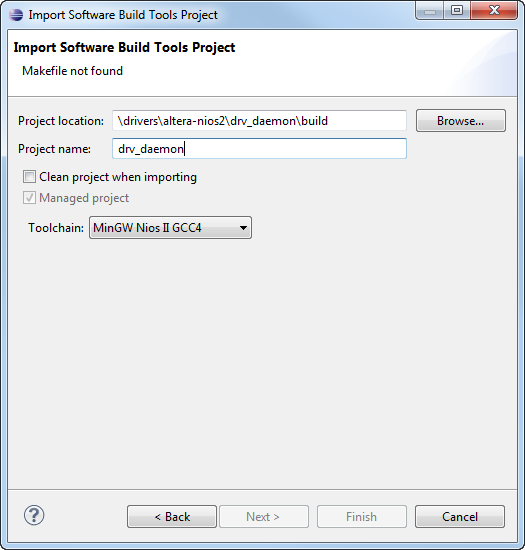 Import Software Build Tools Project
Import Software Build Tools Project
Makefile not found
Project location: \drivers\altera-nios2\drv_daemon\build Browse...
Project name: drv_daemon
Clean project when importing
Managed project
Toolchain: MinGW Nios II GCC4
? < Back Next > Finish Cancel